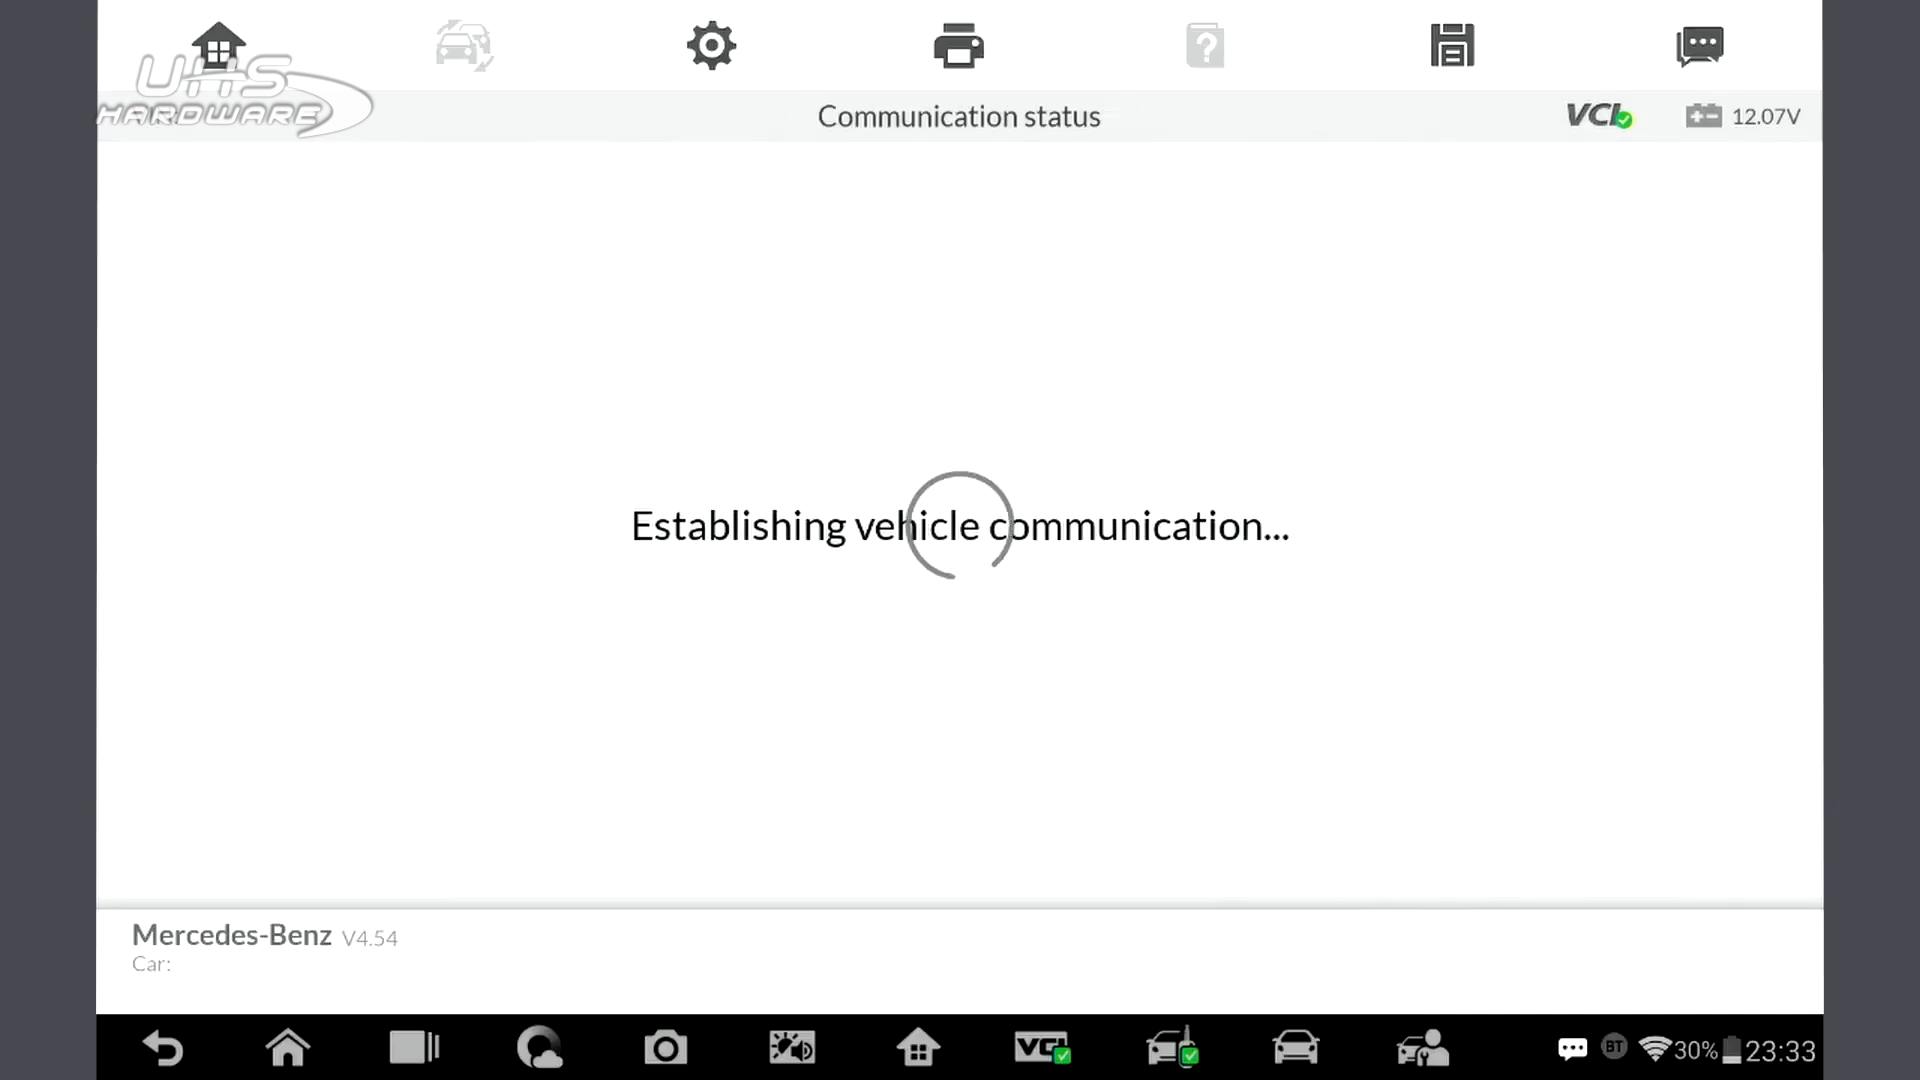 UHS
HARDWARE
Communication status
VCI
12.07V
Establishing vehicle communication...
Mercedes-Benz V4.54
Car:
VCI
BT
30%
23:33